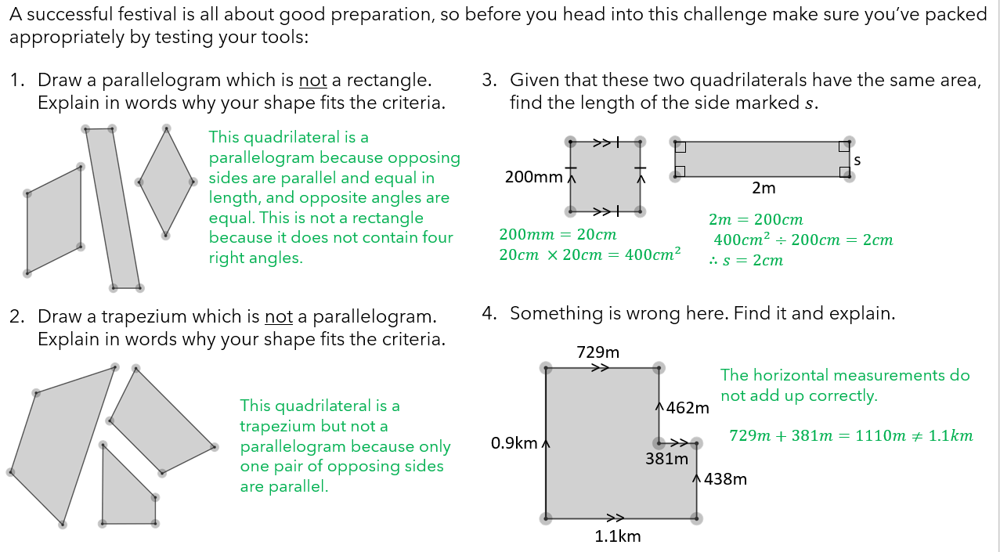 A successful festival is all about good preparation, so before you head into this challenge make sure you’ve packed
appropriately by testing your tools:
1. Draw a parallelogram which is not a rectangle.
Explain in words why your shape fits the criteria.
This quadrilateral is a
parallelogram because opposing
sides are parallel and equal in
length, and opposite angles are
equal. This is not a rectangle
because it does not contain four
right angles.
2. Draw a trapezium which is not a parallelogram.
Explain in words why your shape fits the criteria.
This quadrilateral is a
trapezium but not a
parallelogram because only
one pair of opposing sides
are parallel.
3. Given that these two quadrilaterals have the same area,
find the length of the side marked s.
200mm
s
2m
200mm = 20cm
20cm × 20cm = 400cm²
2m = 200cm
400cm² ÷ 200cm = 2cm
∴ s = 2cm
4. Something is wrong here. Find it and explain.
729m
462m
0.9km
381m
438m
1.1km
The horizontal measurements do
not add up correctly.
729m + 381m = 1110m ≠ 1.1km